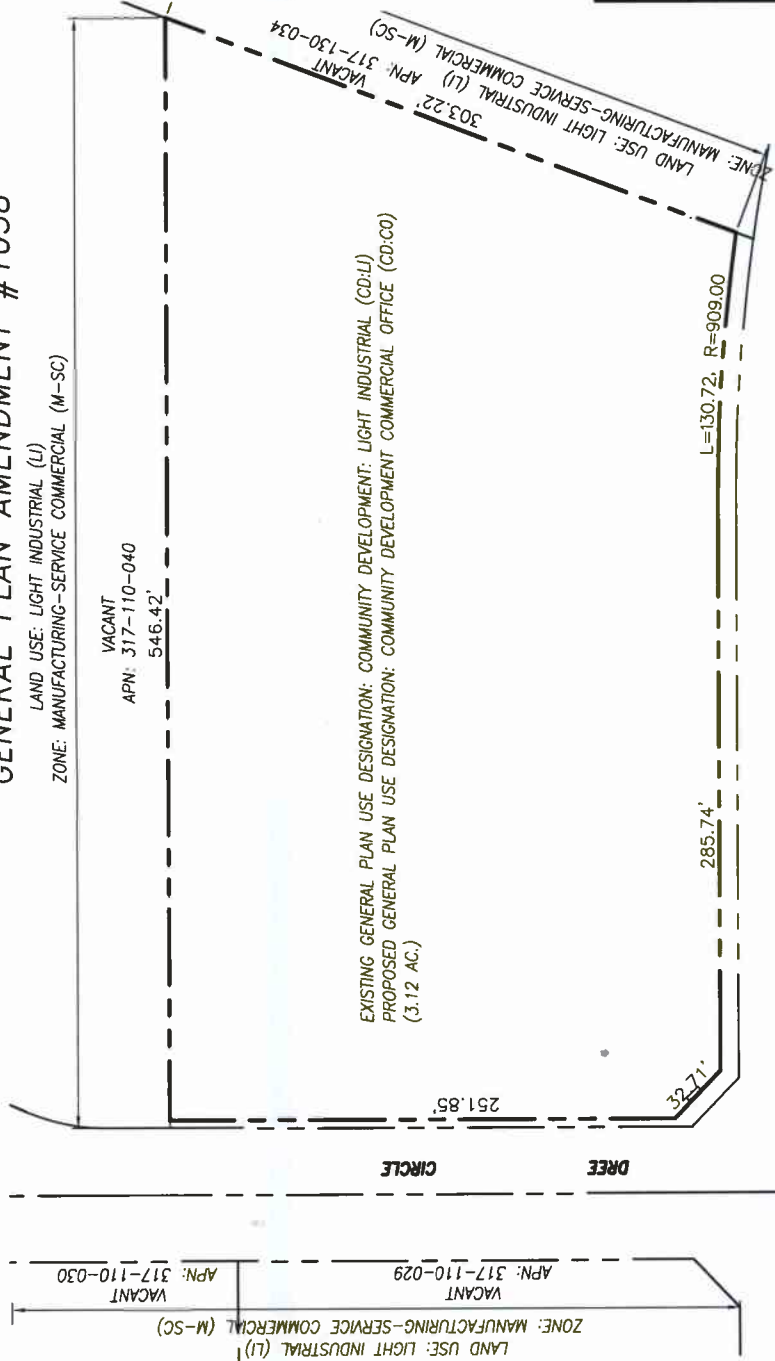 LAND USE: LIGHT INDUSTRIAL (LI)
ZONE: MANUFACTURING-SERVICE COMMERCIAL (M-SC)
VACANT
APN: 317-110-040
546.42'
303.22'
VACANT
APN: 317-130-034
LAND USE: LIGHT INDUSTRIAL (LI)
ZONE: MANUFACTURING-SERVICE COMMERCIAL (M-SC)
EXISTING GENERAL PLAN USE DESIGNATION: COMMUNITY DEVELOPMENT: LIGHT INDUSTRIAL (CD:LI)
PROPOSED GENERAL PLAN USE DESIGNATION: COMMUNITY DEVELOPMENT COMMERCIAL OFFICE (CD:CO)
(3.12 AC.)
L=130.72, R=909.00
285.74'
32.71'
251.85'
DREE CIRCLE
VACANT
APN: 317-110-030
VACANT
APN: 317-110-029
LAND USE: LIGHT INDUSTRIAL (LI)
ZONE: MANUFACTURING-SERVICE COMMERCIAL (M-SC)